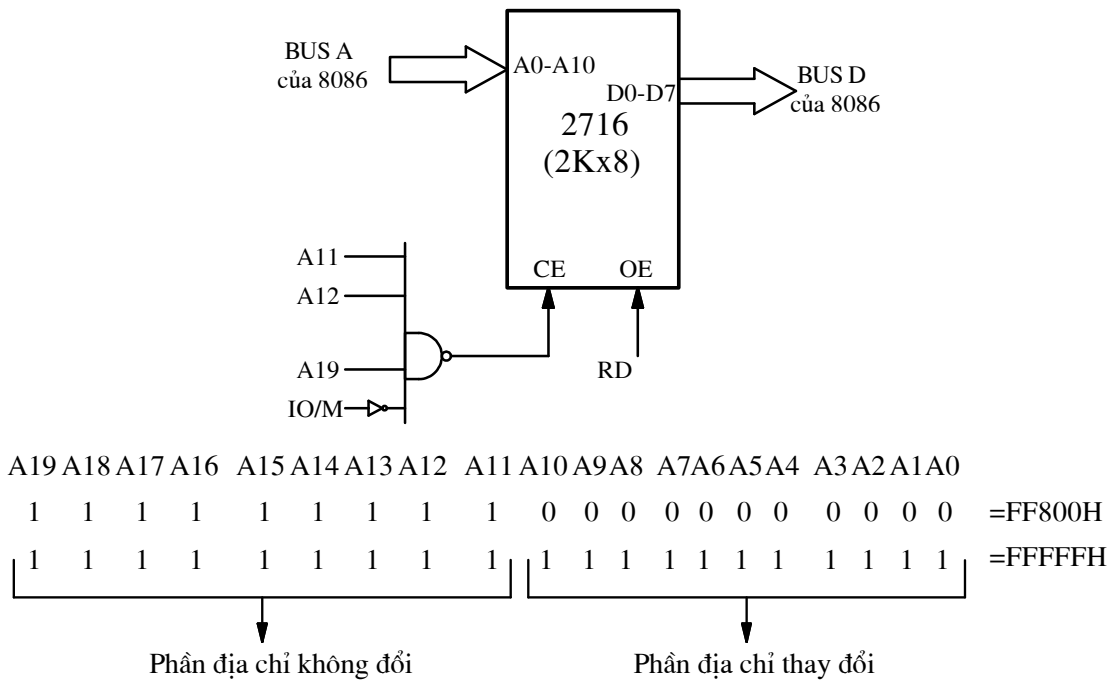 BUS A
của 8086
A0-A10
D0-D7
BUS D
của 8086
2716
(2Kx8)
A11
A12
A19
IO/M
CE OE
RD
A19 A18 A17 A16 A15 A14 A13 A12 A11 A10 A9 A8 A7 A6 A5 A4 A3 A2 A1 A0
1 1 1 1 1 1 1 1 1 0 0 0 0 0 0 0 0 0 0 0 =FF800H
1 1 1 1 1 1 1 1 1 1 1 1 1 1 1 1 1 1 1 1 =FFFFFH
Phần địa chỉ không đổi Phần địa chỉ thay đổi